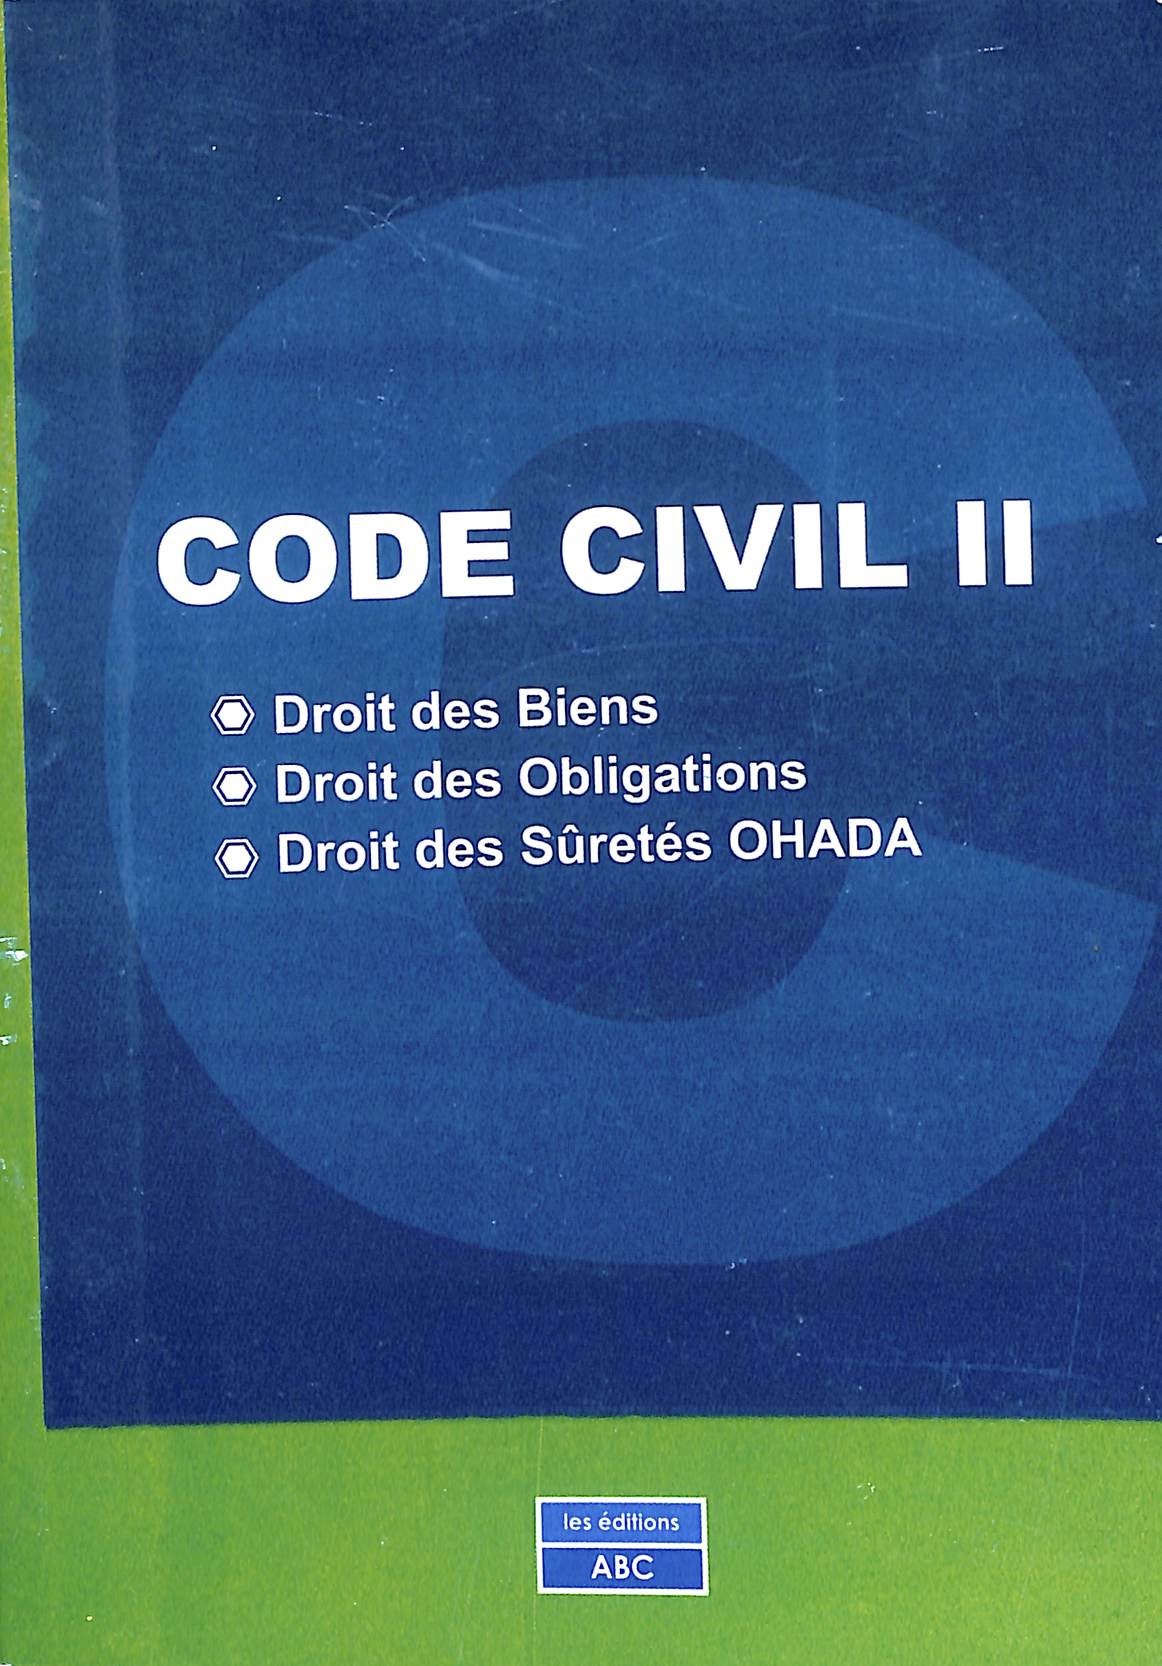 CODE CIVIL II
Droit des Biens
Droit des Obligations
Droit des Sûretés OHADA
les éditions
ABC